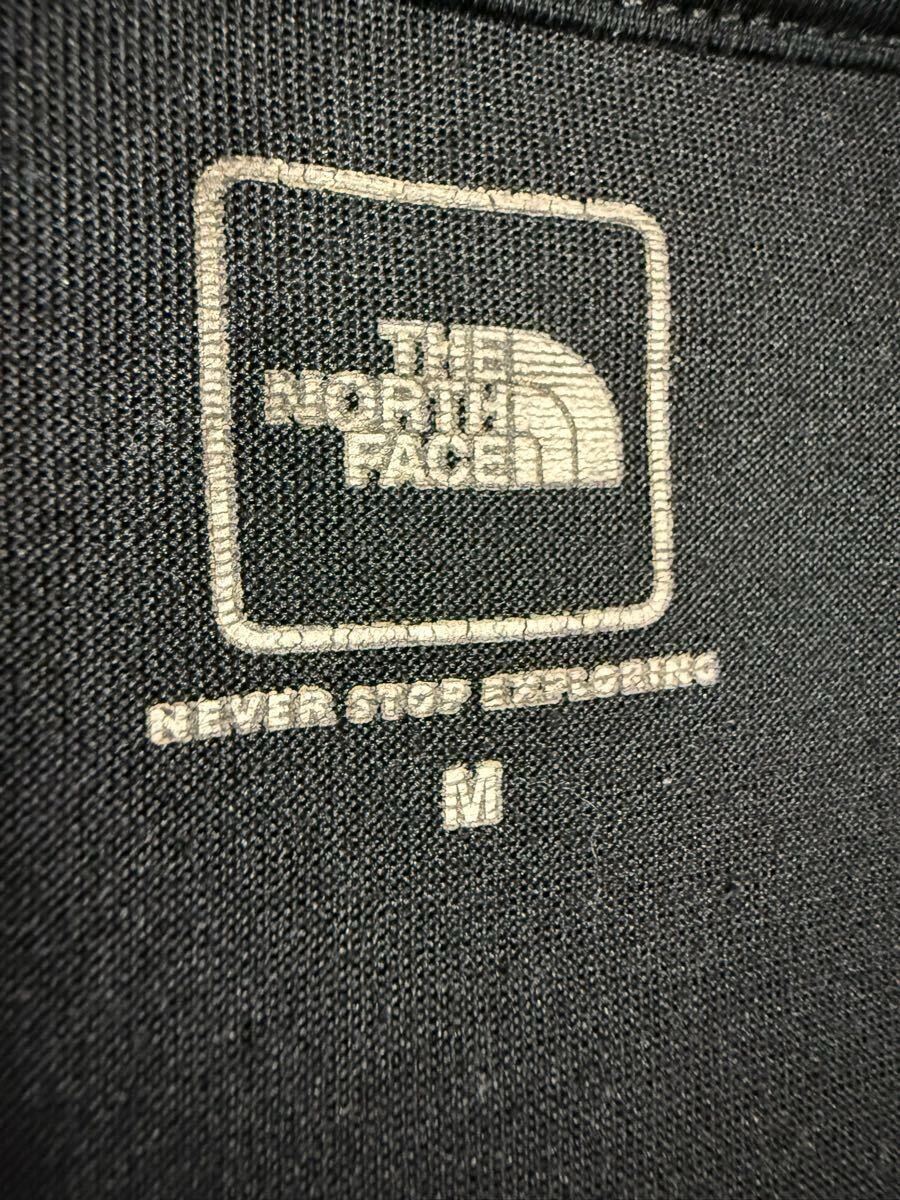 THE
NORTH
FACE
NEVER STOP EXPLORING
M